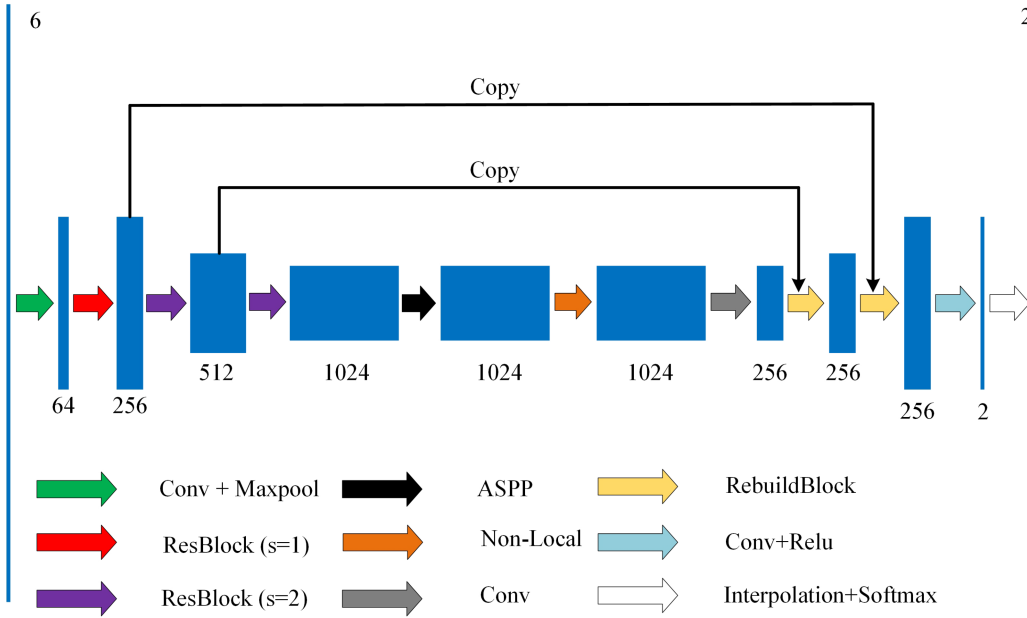 6
2
Copy
Copy
64
256
512
1024
1024
1024
256
256
256
2
Conv + Maxpool
ASPP
RebuildBlock
ResBlock (s=1)
Non-Local
Conv+Relu
ResBlock (s=2)
Conv
Interpolation+Softmax